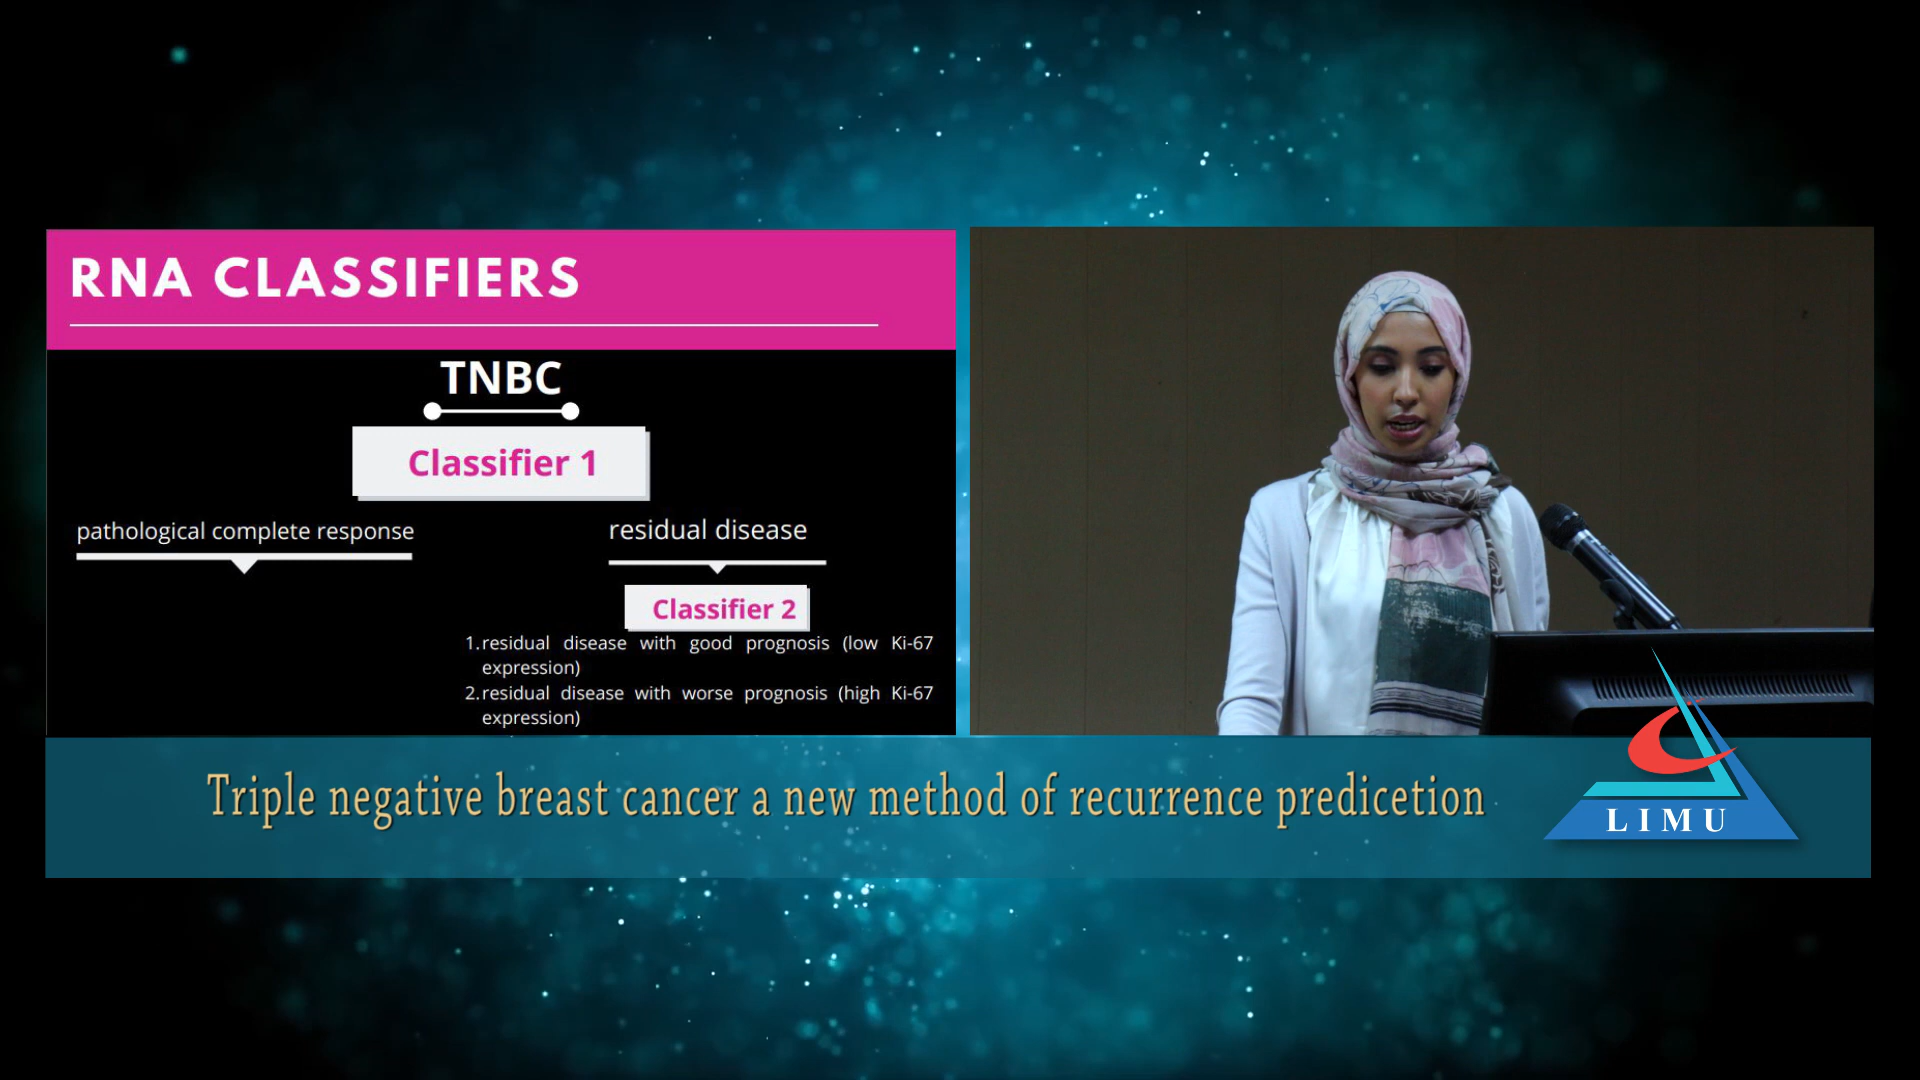 RNA CLASSIFIERS
TNBC
Classifier 1
pathological complete response
residual disease
Classifier 2
1. residual disease with good prognosis (low Ki-67
expression)
2. residual disease with worse prognosis (high Ki-67
expression)
Triple negative breast cancer a new method of recurrence predicetion
LIMU